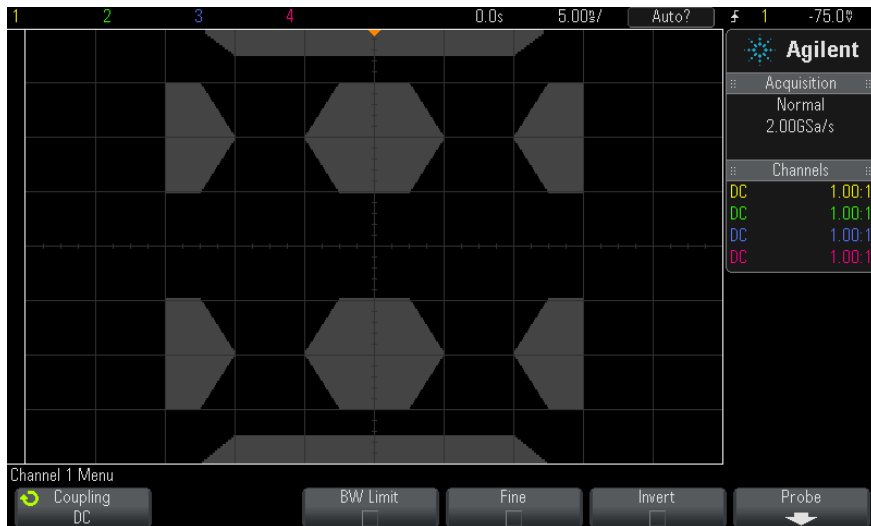 1 2 3 4 0.0s 5.00ns/ Auto? 1 -75.0V
Agilent
Acquisition
Normal
2.00GSa/s
Channels
DC 1.00:1
DC 1.00:1
DC 1.00:1
DC 1.00:1
Channel 1 Menu
Coupling BW Limit Fine Invert Probe
DC